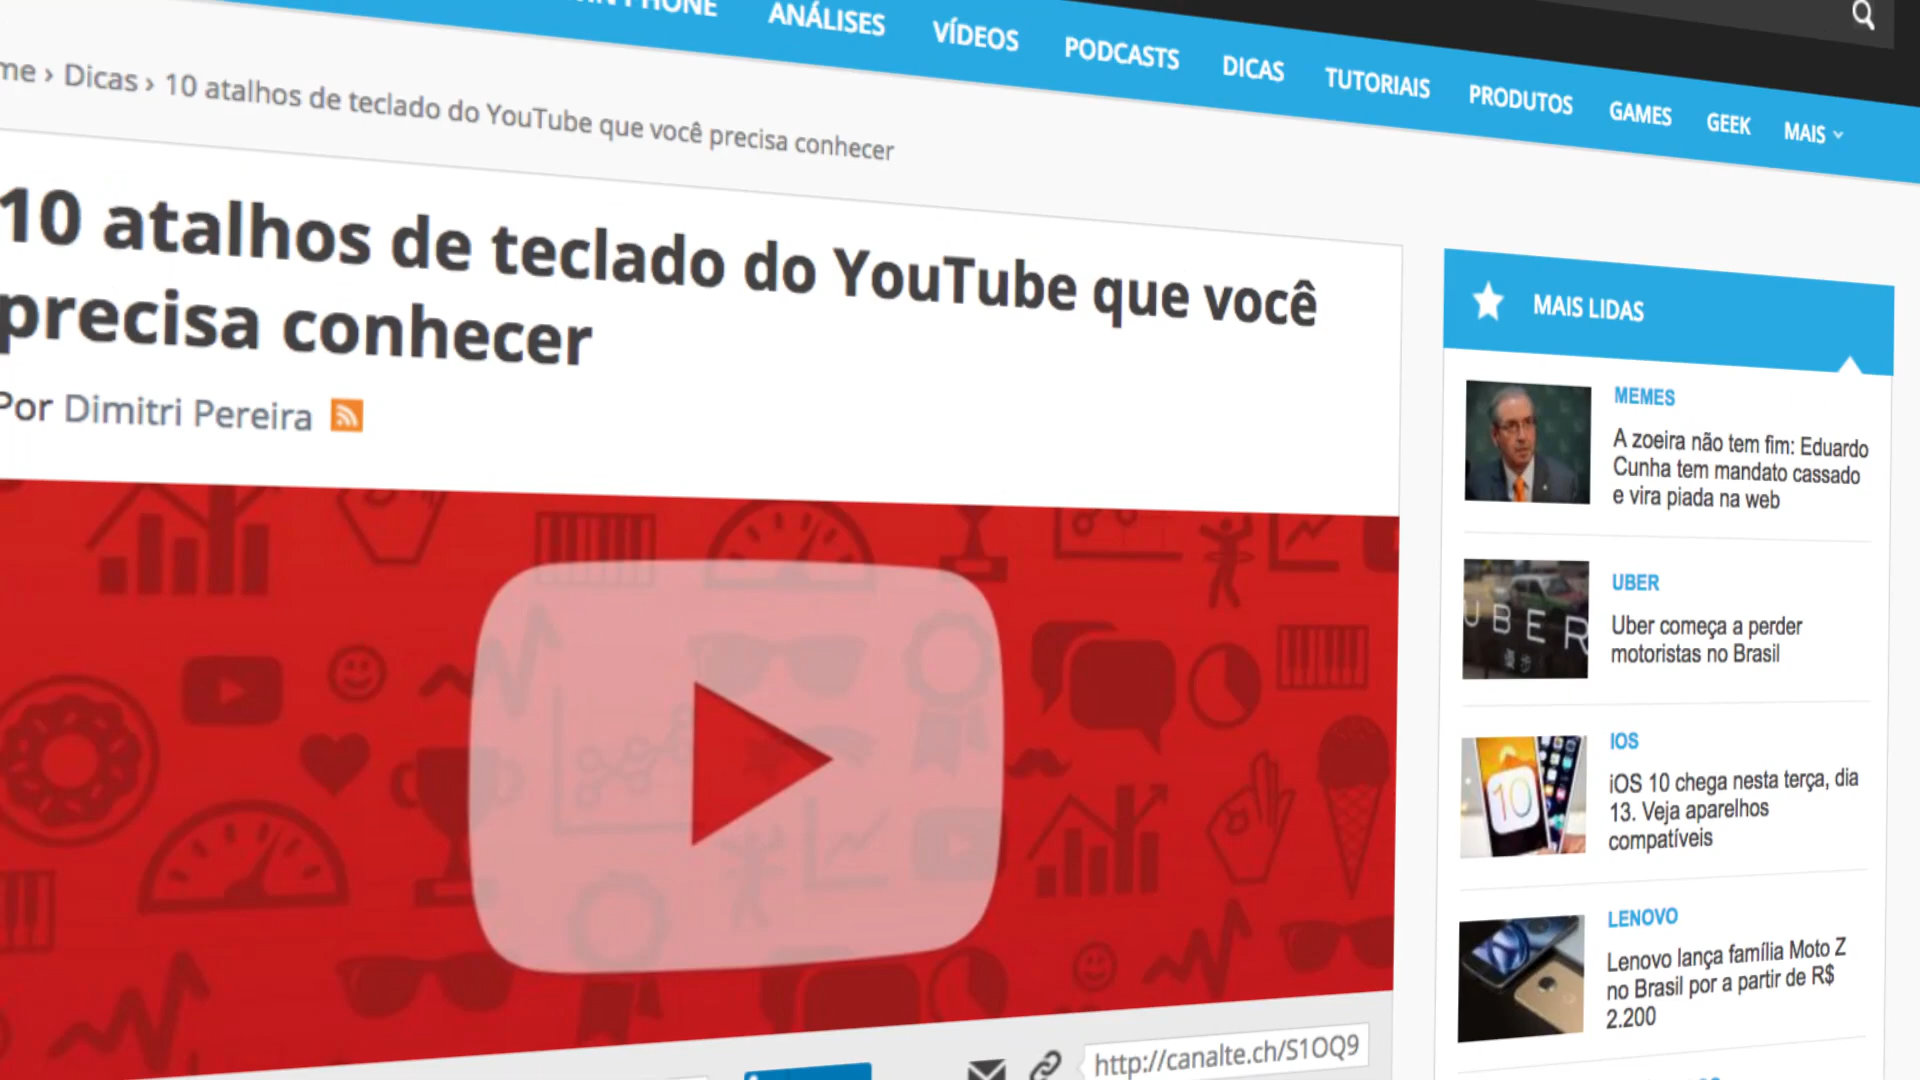 PHONE ANÁLISES VÍDEOS PODCASTS DICAS TUTORIAIS PRODUTOS GAMES GEEK MAIS
› Dicas › 10 atalhos de teclado do YouTube que você precisa conhecer
10 atalhos de teclado do YouTube que você
precisa conhecer
Por Dimitri Pereira
MAIS LIDAS
MEMES
A zoeira não tem fim: Eduardo
Cunha tem mandato cassado
e vira piada na web
UBER
UBER
Uber começa a perder
motoristas no Brasil
IOS
10
iOS 10 chega nesta terça, dia
13. Veja aparelhos
compatíveis
LENOVO
Lenovo lança família Moto Z
no Brasil por a partir de R$
2.200
http://canalte.ch/S1OQ9